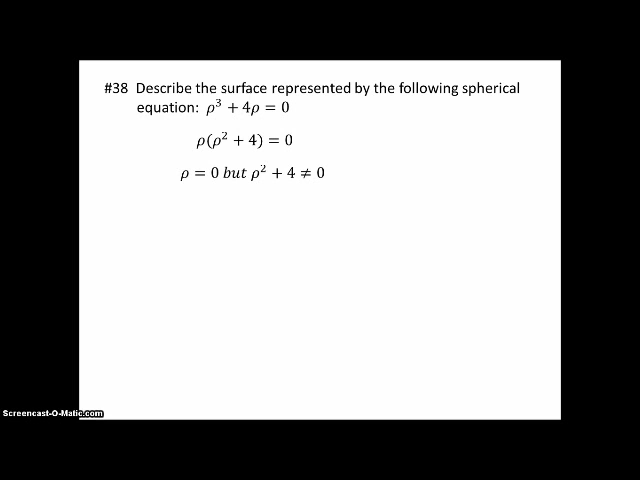 #38 Describe the surface represented by the following spherical
equation: ρ³ + 4ρ = 0
ρ(ρ² + 4) = 0
ρ = 0 but ρ² + 4 ≠ 0
Screencast-O-Matic.com